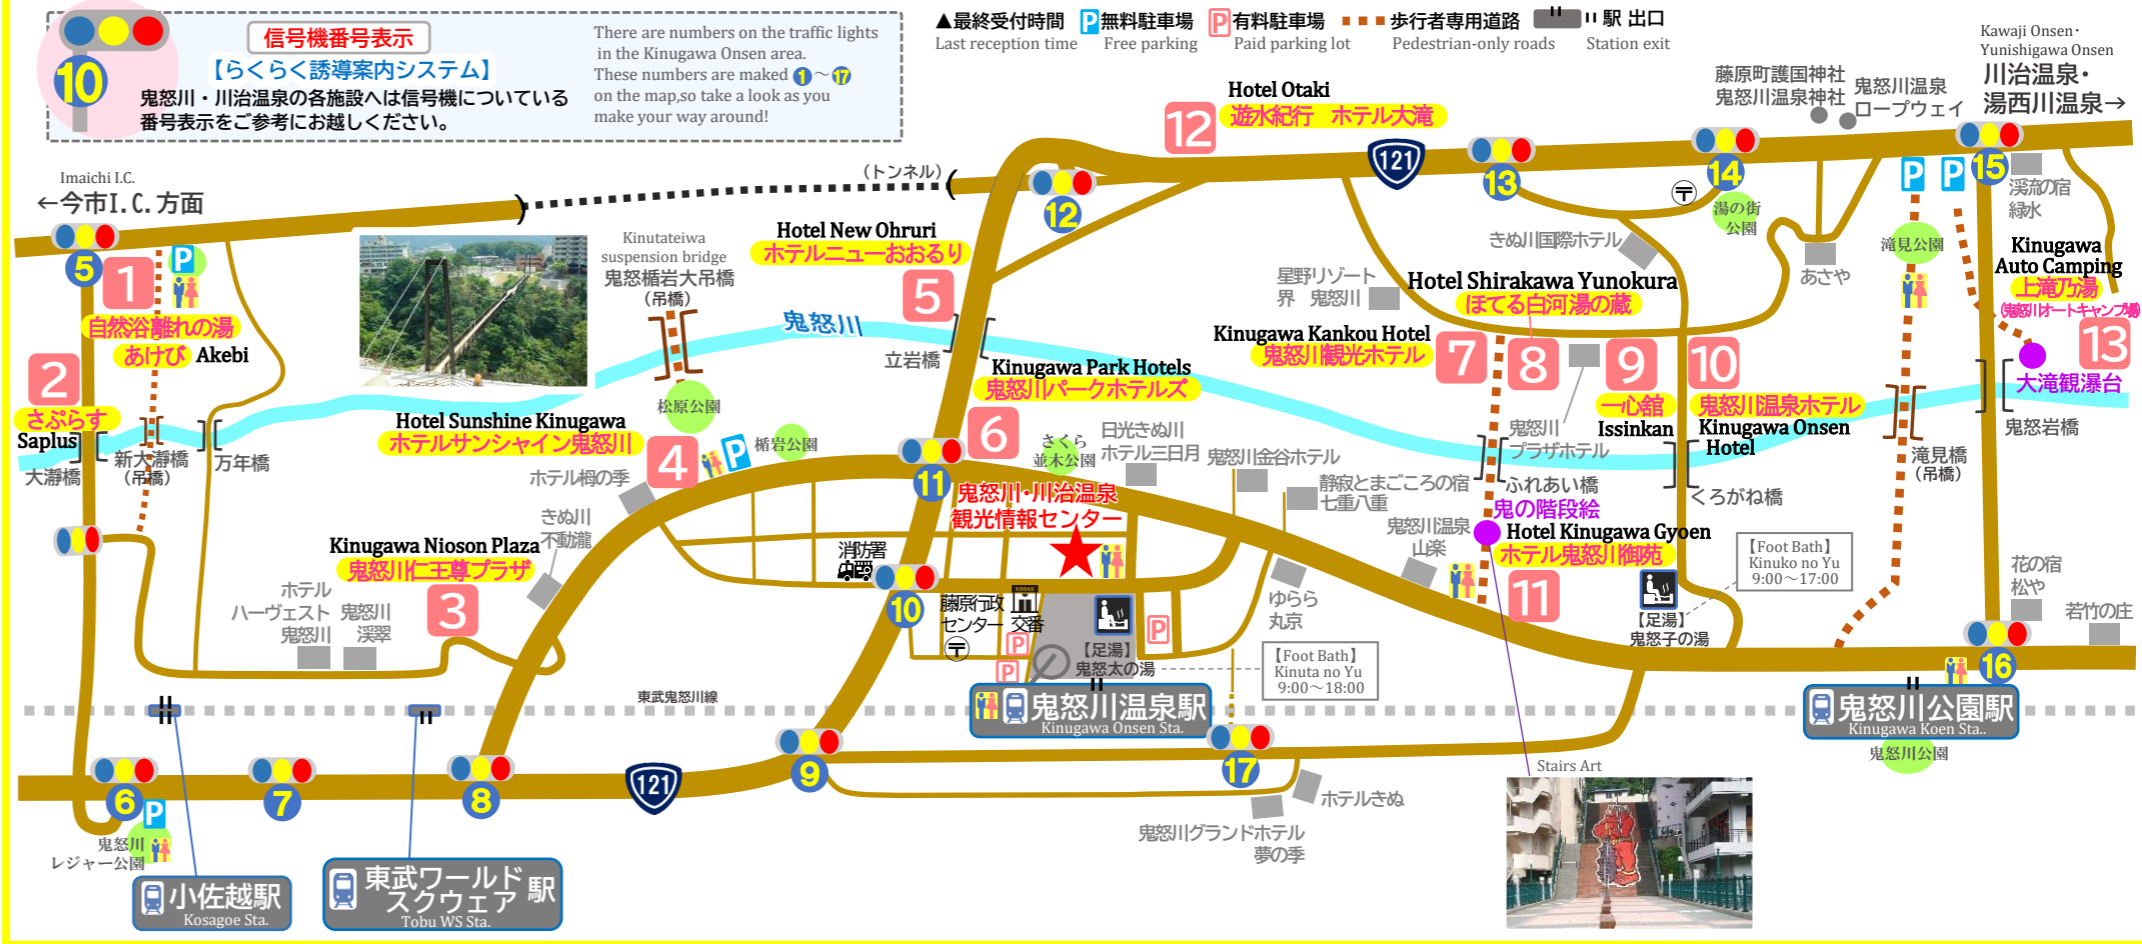 信号機番号表示
【らくらく誘導案内システム】
10
鬼怒川・川治温泉の各施設へは信号機についている
番号表示をご参考にお越しください。
There are numbers on the traffic lights
in the Kinugawa Onsen area.
These numbers are maked 1～17
on the map,so take a look as you
make your way around!
▲最終受付時間
Last reception time
P 無料駐車場
Free parking
P 有料駐車場
Paid parking lot
歩行者専用道路
Pedestrian-only roads
駅 出口
Station exit
Kawaji Onsen・
Yunishigawa Onsen
川治温泉・
湯西川温泉→
藤原町護国神社
鬼怒川温泉神社
鬼怒川温泉
ロープウェイ
Hotel Otaki
12
遊水紀行　ホテル大滝
121
13
14
15
〒
湯の街
公園
P
P
渓流の宿
緑水
Imaichi I.C.
←今市I.C.方面
(トンネル)
12
5
1
P
自然浴離れの湯
あけび Akebi
2
さぷらす
Saplus
大瀞橋
新大瀞橋
(吊橋)
万年橋
Kinutateiwa
suspension bridge
鬼怒楯岩大吊橋
(吊橋)
Hotel New Ohruri
ホテルニューおおるり
5
鬼怒川
立岩橋
松原公園
Hotel Sunshine Kinugawa
ホテルサンシャイン鬼怒川
4
P
楯岩公園
ホテル栂の季
Kinugawa Park Hotels
鬼怒川パークホテルズ
6
さくら
並木公園
日光きぬ川
ホテル三日月
鬼怒川金谷ホテル
静寂とまごころの宿
七重八重
星野リゾート
界　鬼怒川
きぬ川国際ホテル
あさや
Hotel Shirakawa Yunokura
ほてる白河湯の蔵
Kinugawa Kankou Hotel
鬼怒川観光ホテル
7
8
9
10
鬼怒川
プラザホテル
一心舘
Issinkan
鬼怒川温泉ホテル
Kinugawa Onsen
Hotel
滝見公園
Kinugawa
Auto Camping
上滝乃湯
(鬼怒川オートキャンプ場)
13
大滝観瀑台
鬼怒岩橋
滝見橋
(吊橋)
ふれあい橋
くろがね橋
鬼の階段絵
Hotel Kinugawa Gyoen
ホテル鬼怒川御苑
11
鬼怒川温泉
山楽
【Foot Bath】
Kinuko no Yu
9:00～17:00
【足湯】
鬼怒子の湯
花の宿
松や
若竹の庄
16
11
鬼怒川・川治温泉
観光情報センター
消防署
10
藤原行政
センター
〒
交番
P
P
P
【足湯】
鬼怒太の湯
ゆらら
丸京
【Foot Bath】
Kinuta no Yu
9:00～18:00
きぬ川
不動瀧
Kinugawa Nioson Plaza
鬼怒川仁王尊プラザ
3
ホテル
ハーヴェスト
鬼怒川
鬼怒川
渓翠
東武鬼怒川線
鬼怒川温泉駅
Kinugawa Onsen Sta.
鬼怒川公園駅
Kinugawa Koen Sta..
鬼怒川公園
6
7
8
121
9
17
P
鬼怒川
レジャー公園
小佐越駅
Kosagoe Sta.
東武ワールド
スクウェア 駅
Tobu WS Sta.
ホテルきぬ
鬼怒川グランドホテル
夢の季
Stairs Art